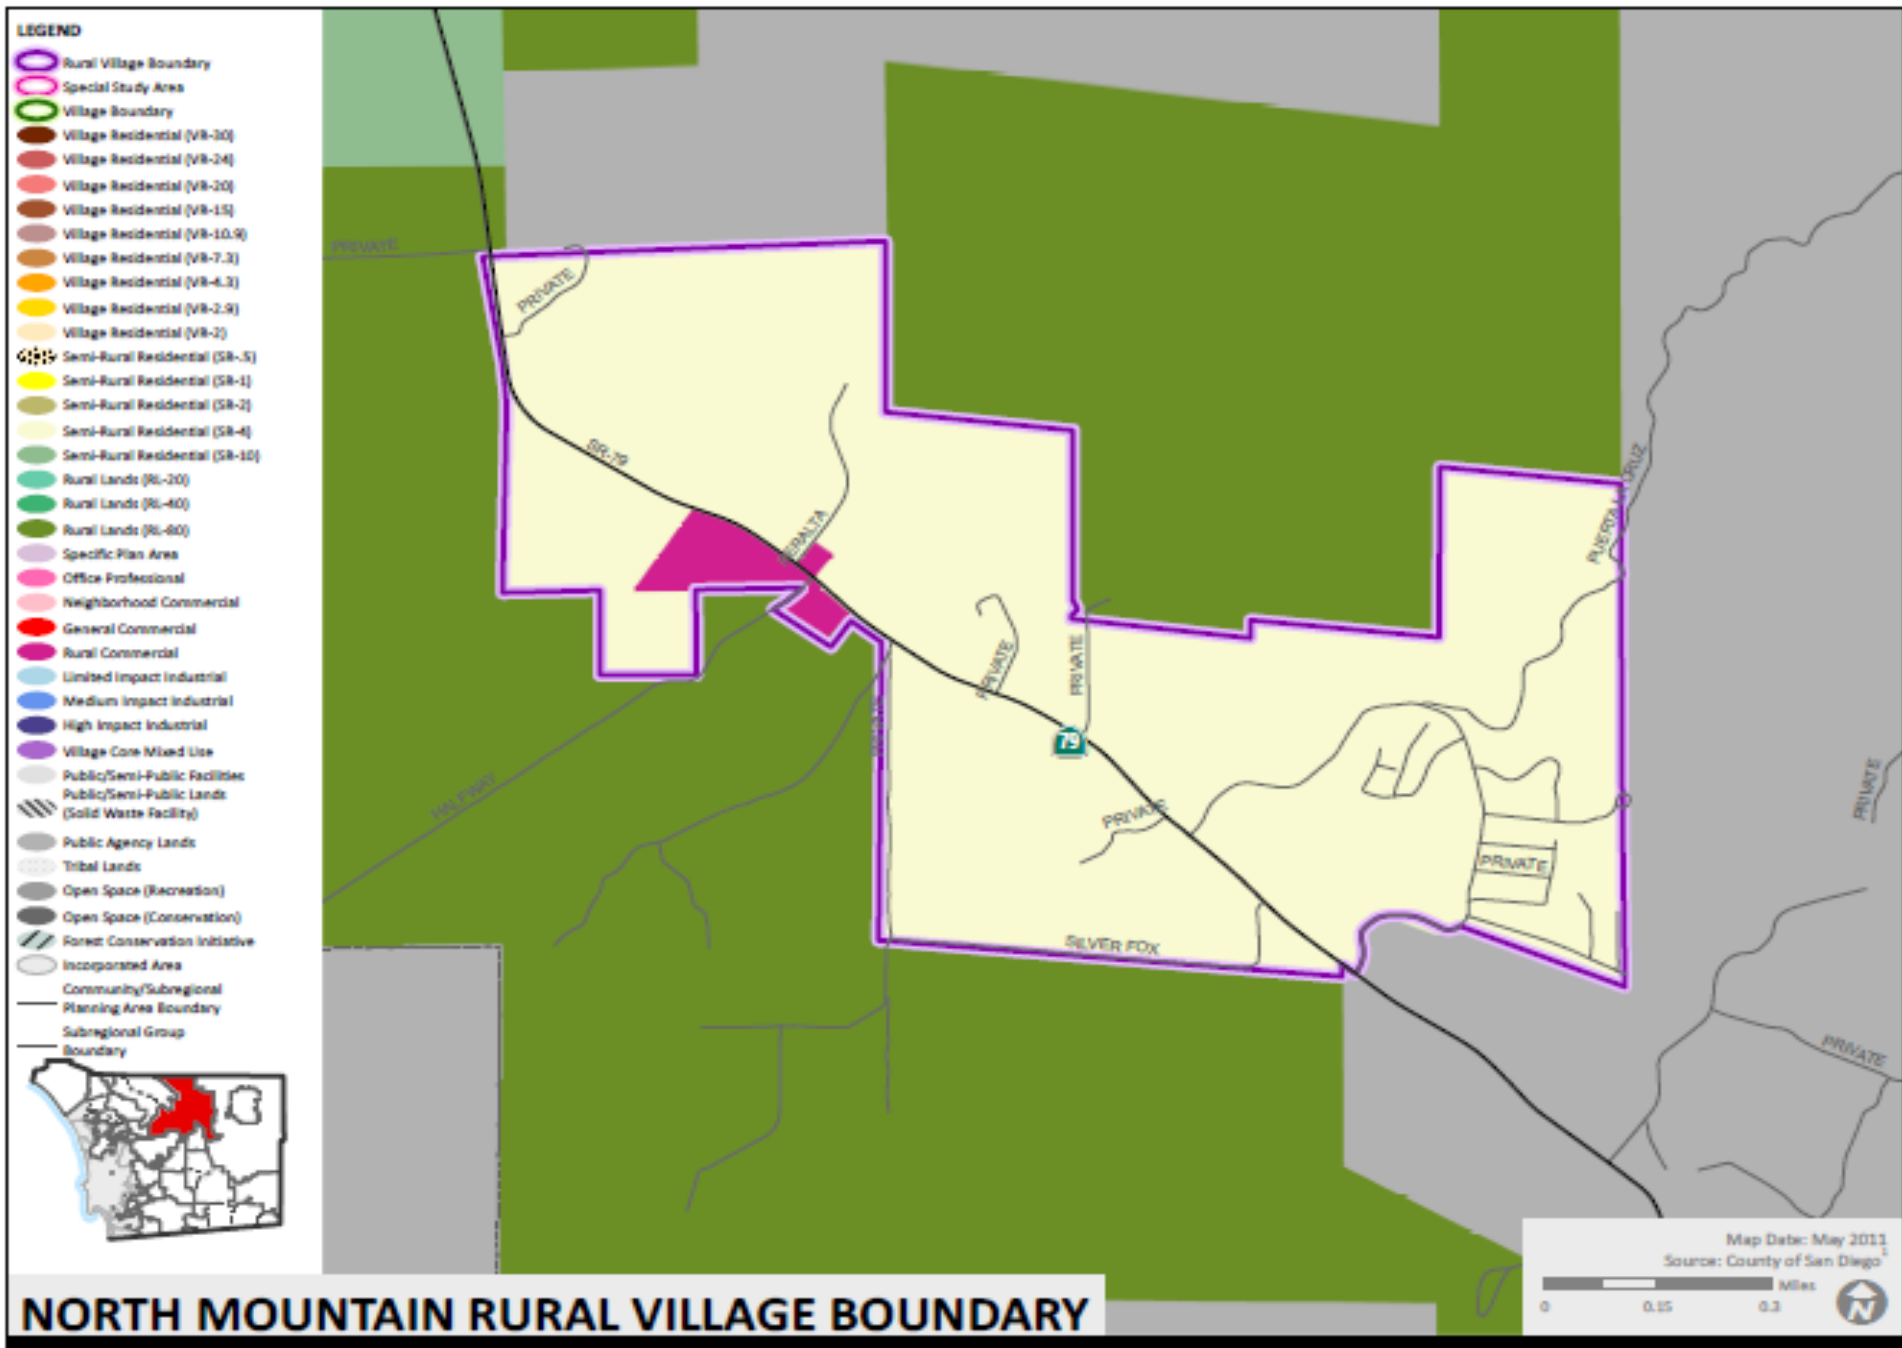 LEGEND
Rural Village Boundary
Special Study Area
Village Boundary
Village Residential (VR-30)
Village Residential (VR-24)
Village Residential (VR-20)
Village Residential (VR-15)
Village Residential (VR-10.9)
Village Residential (VR-7.3)
Village Residential (VR-4.3)
Village Residential (VR-2.9)
Village Residential (VR-2)
Semi-Rural Residential (SR-.5)
Semi-Rural Residential (SR-1)
Semi-Rural Residential (SR-2)
Semi-Rural Residential (SR-4)
Semi-Rural Residential (SR-10)
Rural Lands (RL-20)
Rural Lands (RL-40)
Rural Lands (RL-80)
Specific Plan Area
Office Professional
Neighborhood Commercial
General Commercial
Rural Commercial
Limited Impact Industrial
Medium Impact Industrial
High Impact Industrial
Village Core Mixed Use
Public/Semi-Public Facilities
Public/Semi-Public Lands
(Solid Waste Facility)
Public Agency Lands
Tribal Lands
Open Space (Recreation)
Open Space (Conservation)
Forest Conservation Initiative
Incorporated Area
Community/Subregional
Planning Area Boundary
Subregional Group
Boundary
PRIVATE
PRIVATE
SR-79
PRIVATE
PRIVATE
79
HALFWAY
PRIVATE
PRIVATE
PRIVATE
SILVER FOX
PRIVATE
Map Date: May 2011
Source: County of San Diego
1
Miles
0 0.15 0.3
N
NORTH MOUNTAIN RURAL VILLAGE BOUNDARY